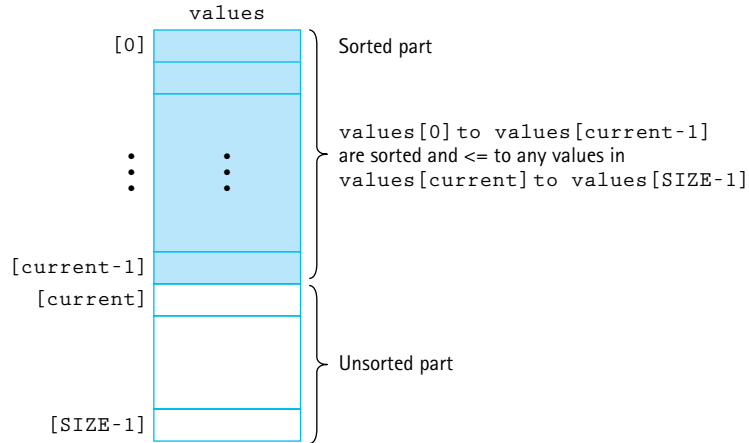 values
[0]
Sorted part
values[0] to values[current-1]
are sorted and <= to any values in
values[current] to values[SIZE-1]
[current-1]
[current]
Unsorted part
[SIZE-1]